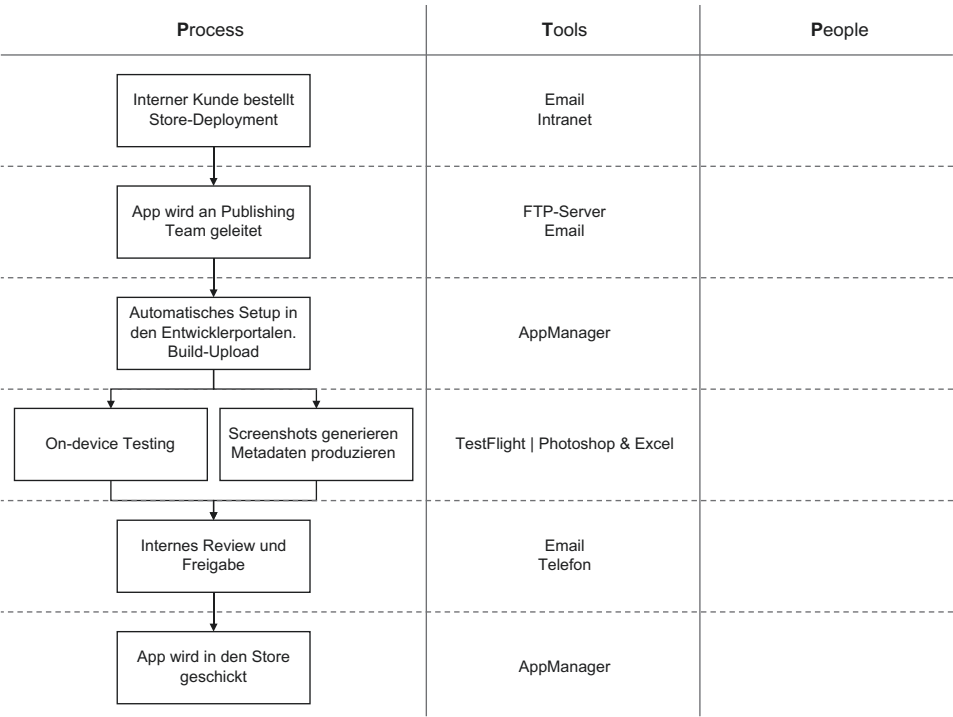 Process
Tools
People
Interner Kunde bestellt
Store-Deployment
Email
Intranet
App wird an Publishing
Team geleitet
FTP-Server
Email
Automatisches Setup in
den Entwicklerportalen.
Build-Upload
AppManager
On-device Testing
Screenshots generieren
Metadaten produzieren
TestFlight | Photoshop & Excel
Internes Review und
Freigabe
Email
Telefon
App wird in den Store
geschickt
AppManager